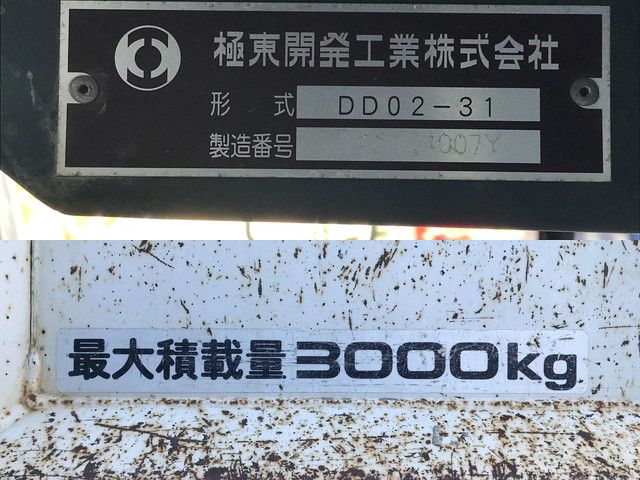 極東開発工業株式会社
形式 DD02-31
製造番号
最大積載量3000kg